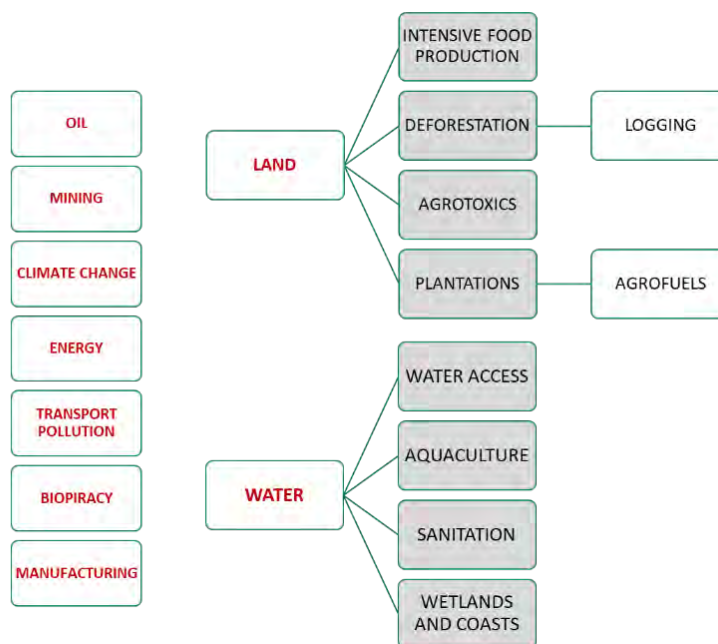 OIL
MINING
CLIMATE CHANGE
ENERGY
TRANSPORT
POLLUTION
BIOPIRACY
MANUFACTURING
LAND
INTENSIVE FOOD
PRODUCTION
DEFORESTATION
LOGGING
AGROTOXICS
PLANTATIONS
AGROFUELS
WATER
WATER ACCESS
AQUACULTURE
SANITATION
WETLANDS
AND COASTS